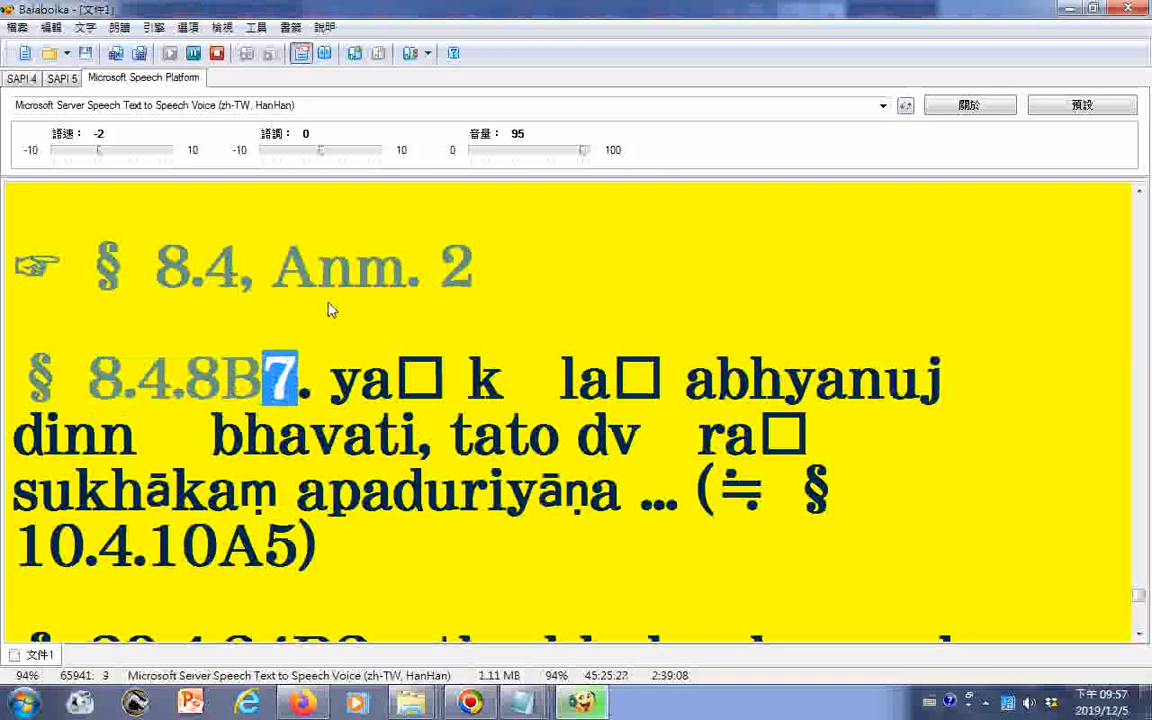 Balabolka - [文件1]
檔案 編輯 文字 朗讀 引擎 選項 檢視 工具 書籤 說明
SAPI 4 SAPI 5 Microsoft Speech Platform
Microsoft Server Speech Text to Speech Voice (zh-TW, HanHan) 關於 預設
語速： -2 語調： 0 音量： 95
-10 10 -10 10 0 100
☞ § 8.4, Anm. 2
§ 8.4.8B7. ya□ k la□ abhyanuj
dinn bhavati, tato dv ra□
sukhākaṃ apaduriyāṇa ... (≒ §
10.4.10A5)
文件1
94% 65941: 3 Microsoft Server Speech Text to Speech Voice (zh-TW, HanHan) 1.11 MB 94% 45:25:27 2:39:08
下午 09:57
2019/12/5